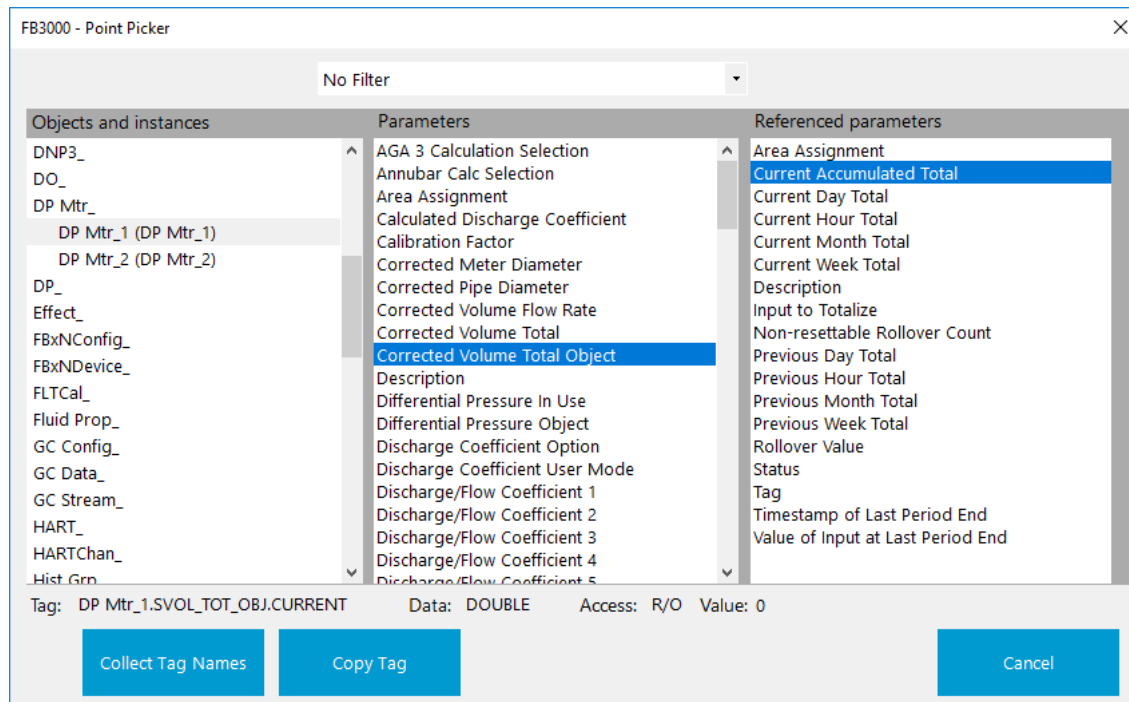 FB3000 - Point Picker
No Filter
Objects and instances
DNP3_
DO_
DP Mtr_
DP Mtr_1 (DP Mtr_1)
DP Mtr_2 (DP Mtr_2)
DP_
Effect_
FBxNConfig_
FBxNDevice_
FLTCal_
Fluid Prop_
GC Config_
GC Data_
GC Stream_
HART_
HARTChan_
Hist Grp
Parameters
AGA 3 Calculation Selection
Annubar Calc Selection
Area Assignment
Calculated Discharge Coefficient
Calibration Factor
Corrected Meter Diameter
Corrected Pipe Diameter
Corrected Volume Flow Rate
Corrected Volume Total
Corrected Volume Total Object
Description
Differential Pressure In Use
Differential Pressure Object
Discharge Coefficient Option
Discharge Coefficient User Mode
Discharge/Flow Coefficient 1
Discharge/Flow Coefficient 2
Discharge/Flow Coefficient 3
Discharge/Flow Coefficient 4
Discharge/Flow Coefficient 5
Referenced parameters
Area Assignment
Current Accumulated Total
Current Day Total
Current Hour Total
Current Month Total
Current Week Total
Description
Input to Totalize
Non-resettable Rollover Count
Previous Day Total
Previous Hour Total
Previous Month Total
Previous Week Total
Rollover Value
Status
Tag
Timestamp of Last Period End
Value of Input at Last Period End
Tag: DP Mtr_1.SVOL_TOT_OBJ.CURRENT Data: DOUBLE Access: R/O Value: 0
Collect Tag Names
Copy Tag
Cancel